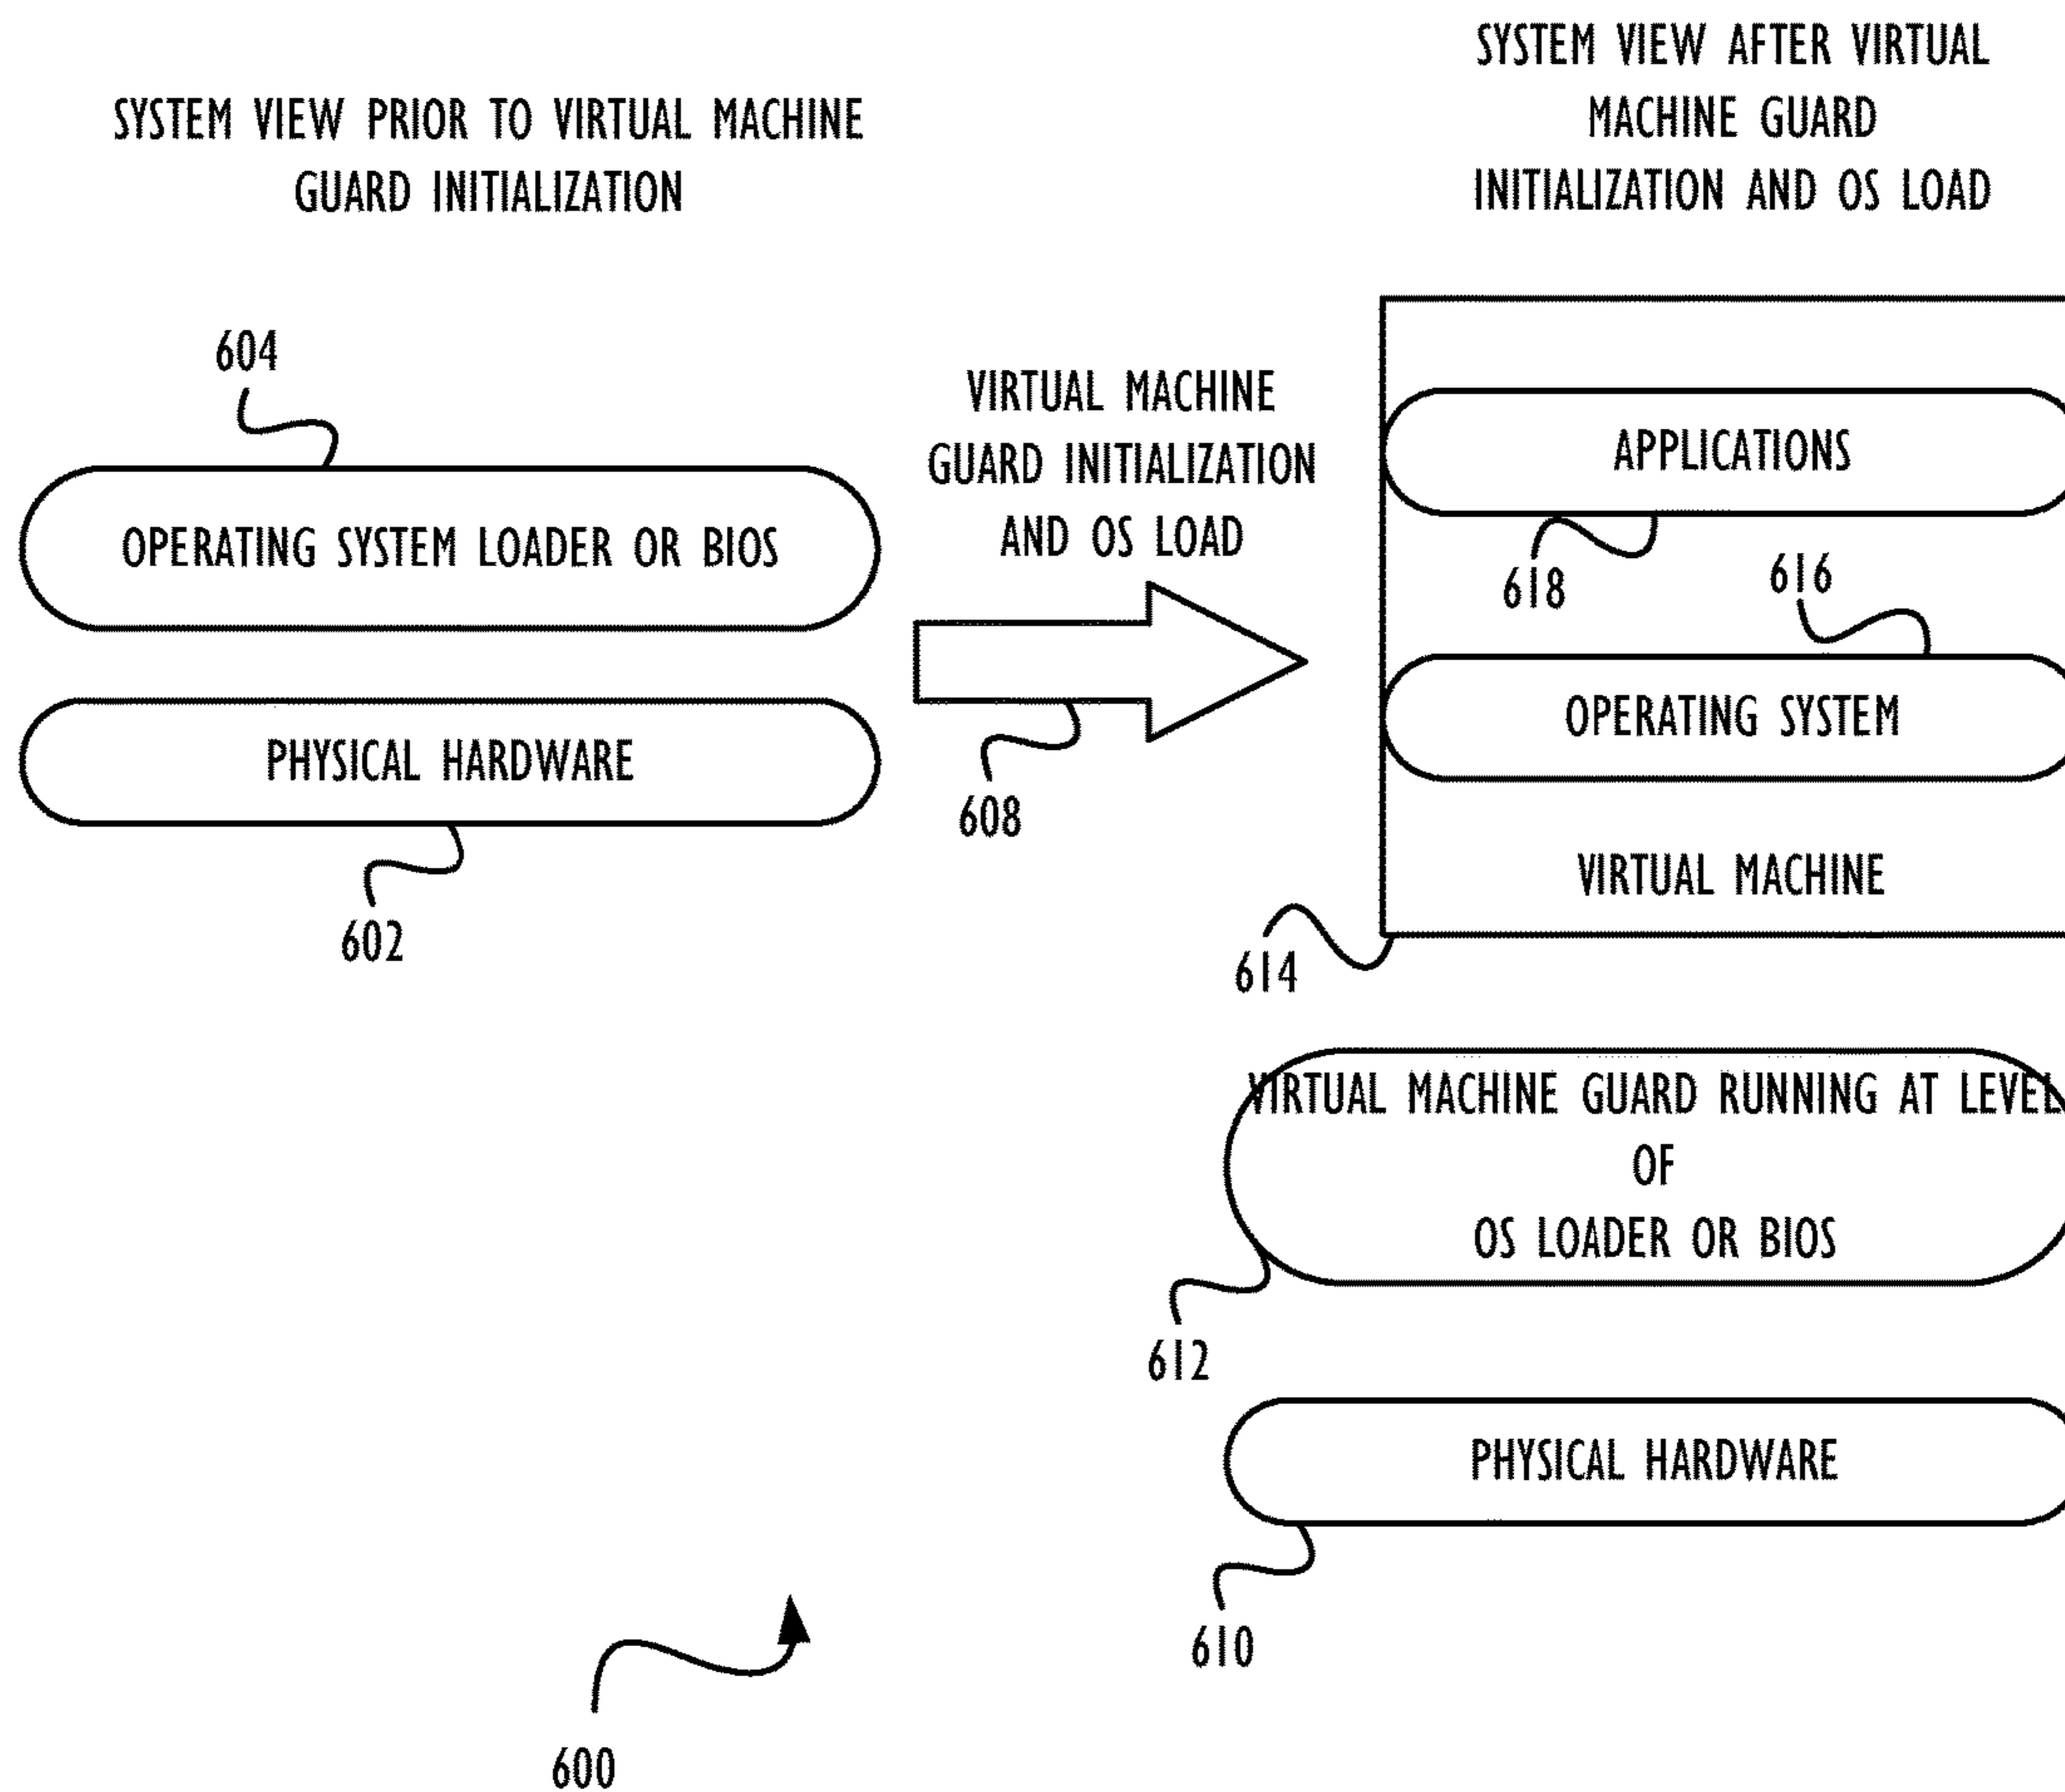 SYSTEM VIEW PRIOR TO VIRTUAL MACHINE
GUARD INITIALIZATION
604
OPERATING SYSTEM LOADER OR BIOS
PHYSICAL HARDWARE
602
VIRTUAL MACHINE
GUARD INITIALIZATION
AND OS LOAD
608
SYSTEM VIEW AFTER VIRTUAL
MACHINE GUARD
INITIALIZATION AND OS LOAD
APPLICATIONS
618
616
OPERATING SYSTEM
VIRTUAL MACHINE
614
VIRTUAL MACHINE GUARD RUNNING AT LEVEL
OF
OS LOADER OR BIOS
612
PHYSICAL HARDWARE
610
600